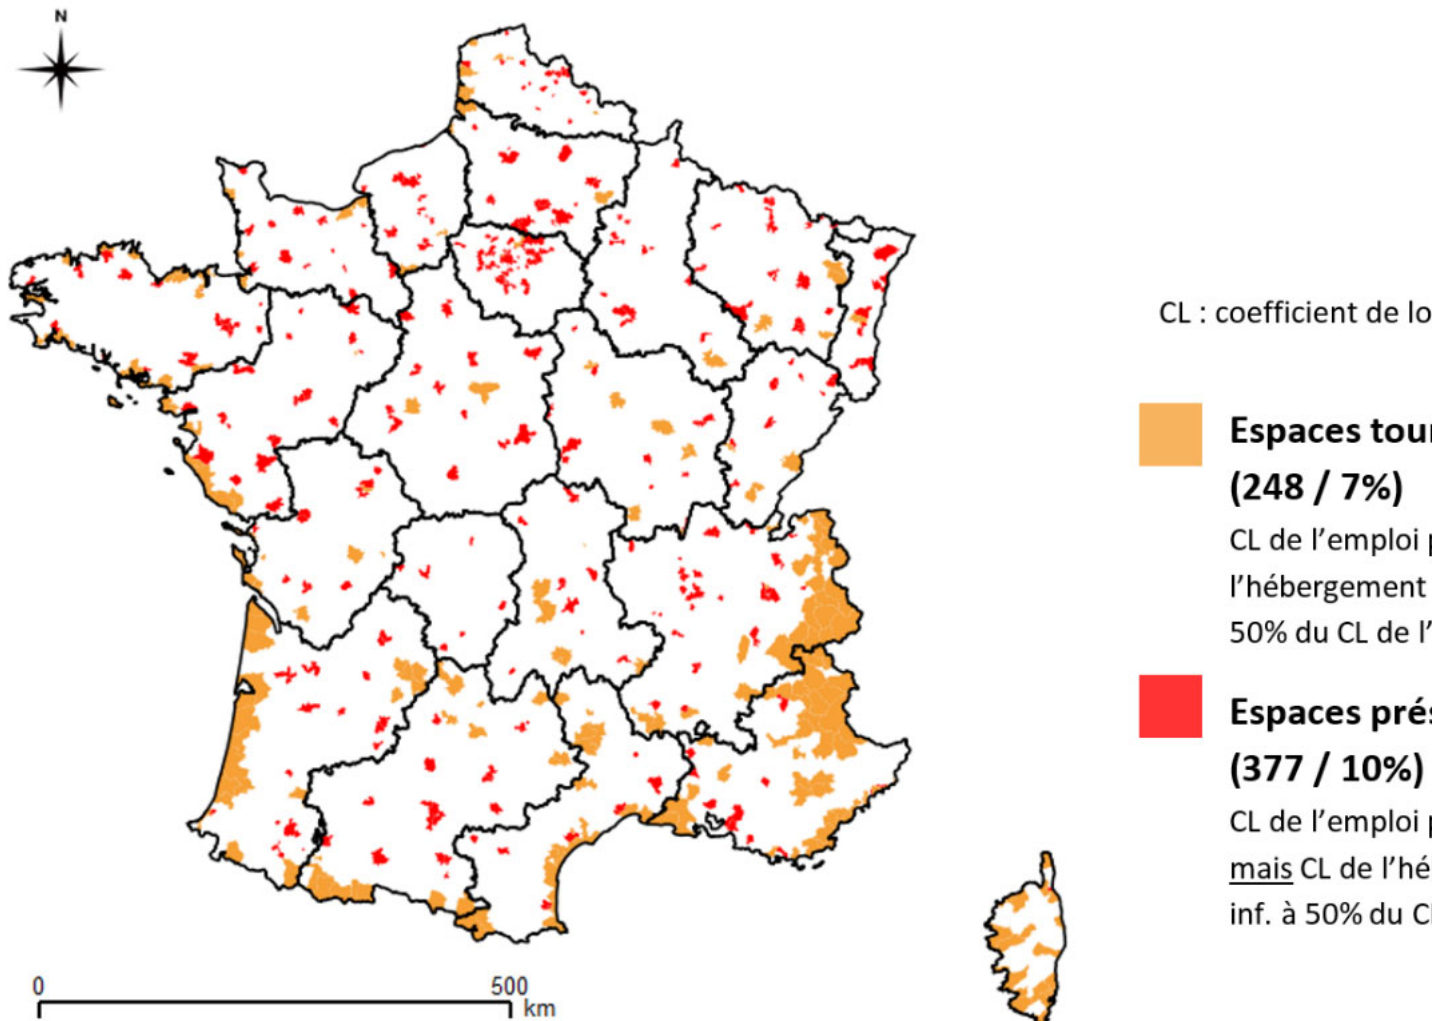 N
CL : coefficient de lo
Espaces tour
(248 / 7%)
CL de l’emploi p
l’hébergement
50% du CL de l’
Espaces prés
(377 / 10%)
CL de l’emploi p
mais CL de l’hé
inf. à 50% du Cl
0 500
km